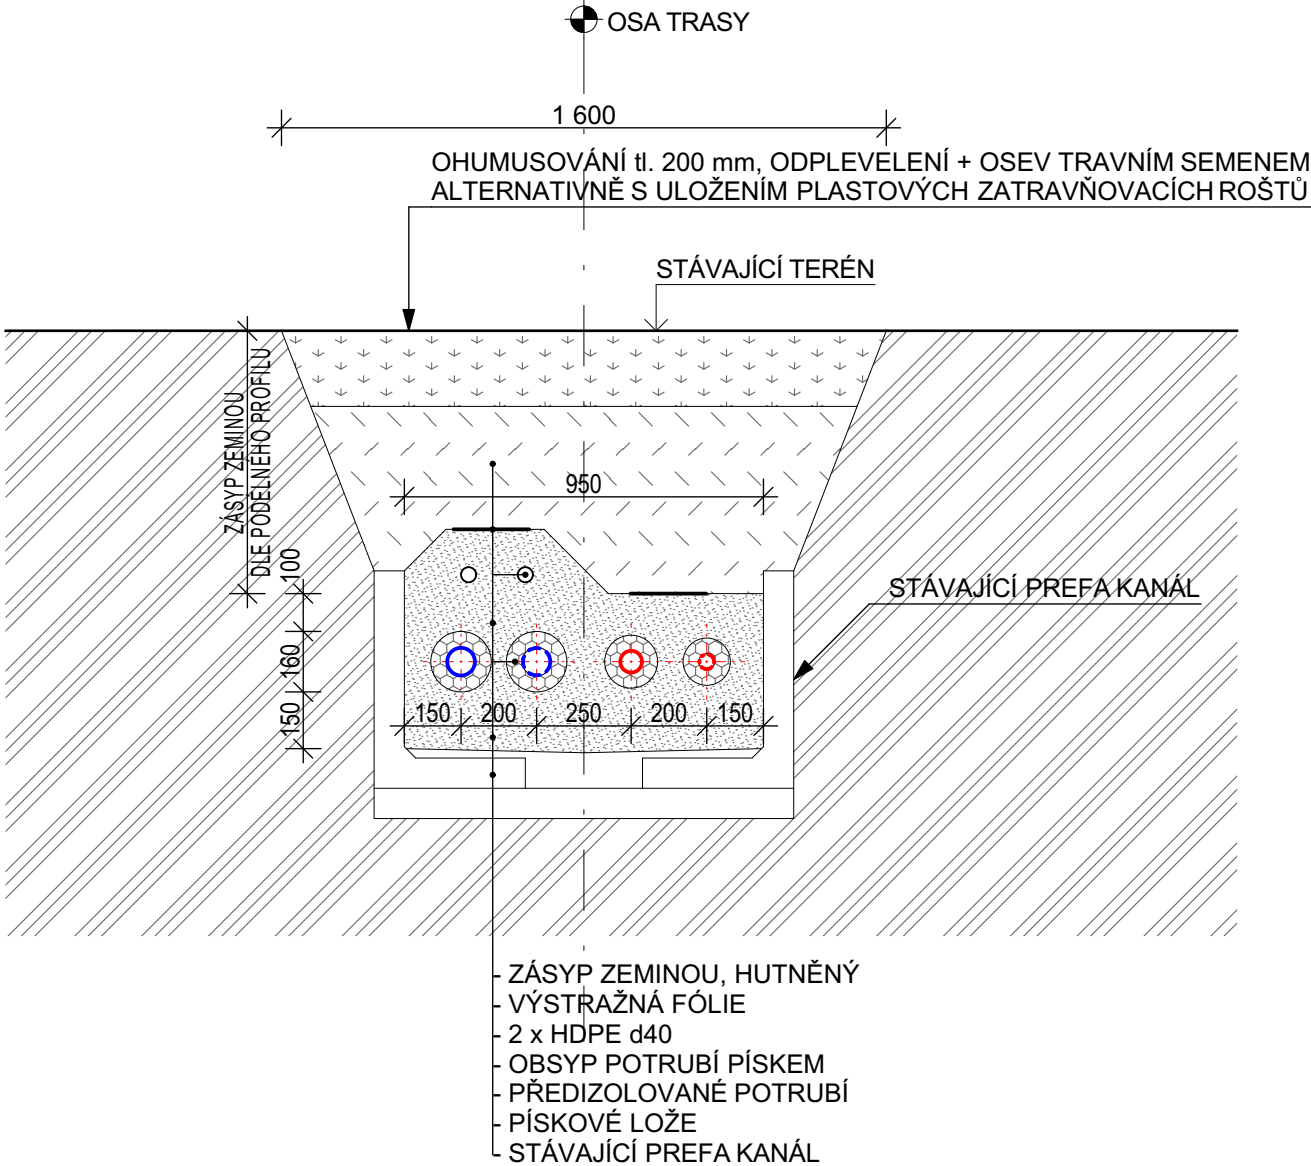 OSA TRASY
1 600
OHUMUSOVÁNÍ tl. 200 mm, ODPLEVELENÍ + OSEV TRAVNÍM SEMENEM
ALTERNATIVNĚ S ULOŽENÍM PLASTOVÝCH ZATRAVŇOVACÍCH ROŠTŮ
STÁVAJÍCÍ TERÉN
ZÁSYP ZEMINOU
DLE PODÉLNÉHO PROFILU
950
100
160
150
STÁVAJÍCÍ PREFA KANÁL
150
200
250
200
150
- ZÁSYP ZEMINOU, HUTNĚNÝ
- VÝSTRAŽNÁ FÓLIE
- 2 x HDPE d40
- OBSYP POTRUBÍ PÍSKEM
- PŘEDIZOLOVANÉ POTRUBÍ
- PÍSKOVÉ LOŽE
- STÁVAJÍCÍ PREFA KANÁL